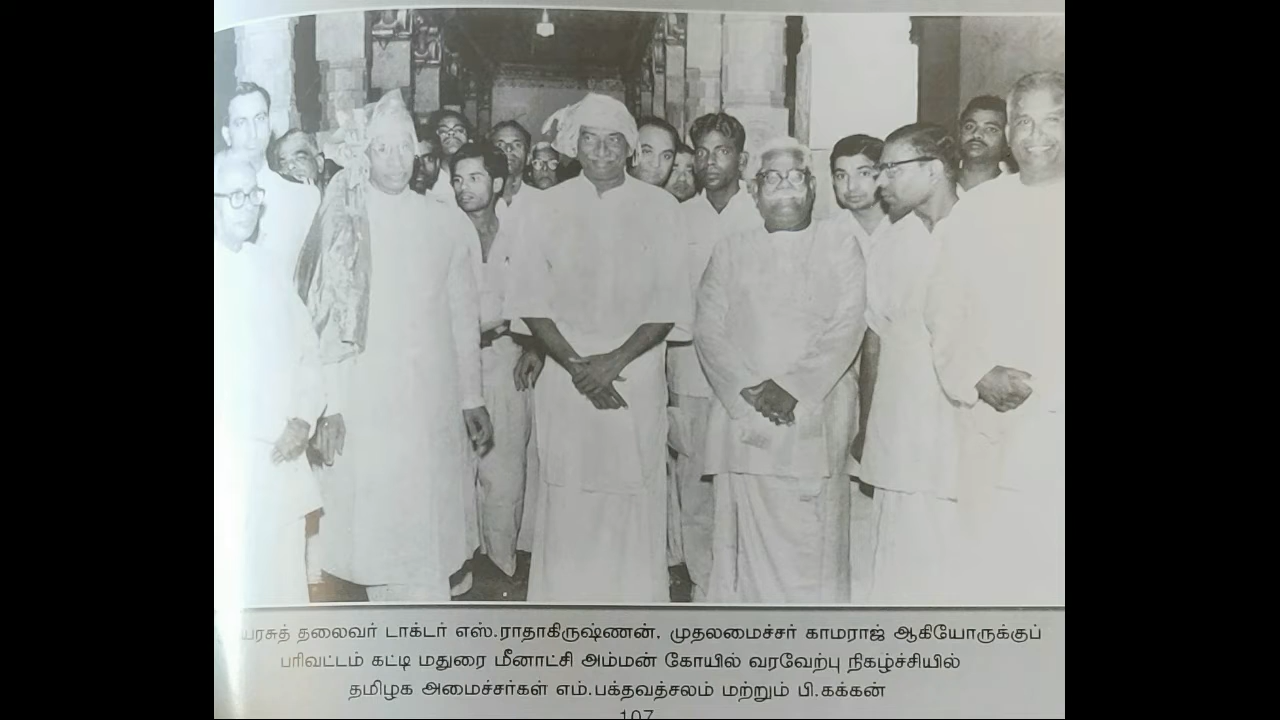 யரசுத் தலைவர் டாக்டர் எஸ்.ராதாகிருஷ்ணன், முதலமைச்சர் காமராஜ் ஆகியோருக்குப்
பரிவட்டம் கட்டி மதுரை மீனாட்சி அம்மன் கோயில் வரவேற்பு நிகழ்ச்சியில்
தமிழக அமைச்சர்கள் எம்.பக்தவத்சலம் மற்றும் பி.கக்கன்
107